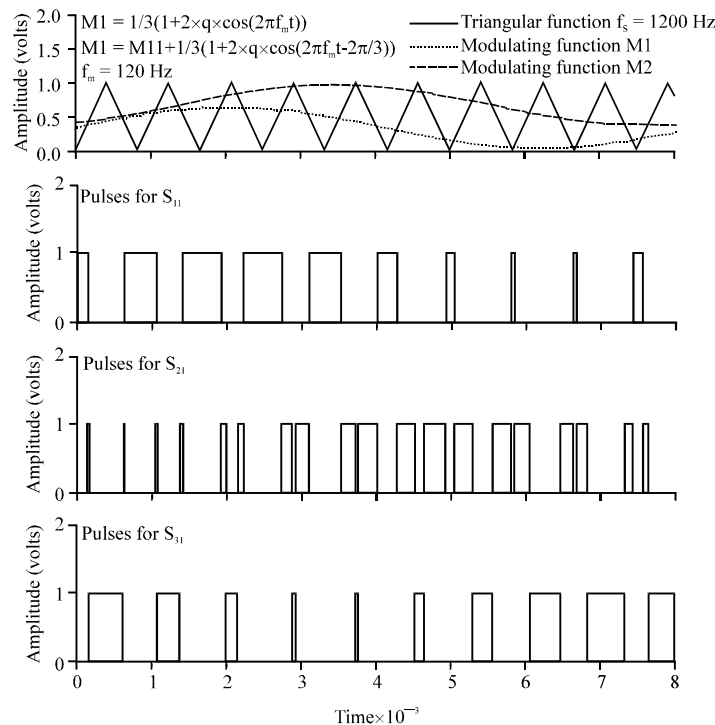 M1 = 1/3(1+2×q×cos(2πfₘt))
M1 = M11+1/3(1+2×q×cos(2πfₘt-2π/3))
fₘ = 120 Hz
Triangular function fₛ = 1200 Hz
Modulating function M1
Modulating function M2
Amplitude (volts)
2.0
1.5
1.0
0.5
0.0
Pulses for S₁₁
Amplitude (volts)
2
1
0
Pulses for S₂₁
Amplitude (volts)
2
1
0
Pulses for S₃₁
Amplitude (volts)
2
1
0
0 1 2 3 4 5 6 7 8
Time×10⁻³